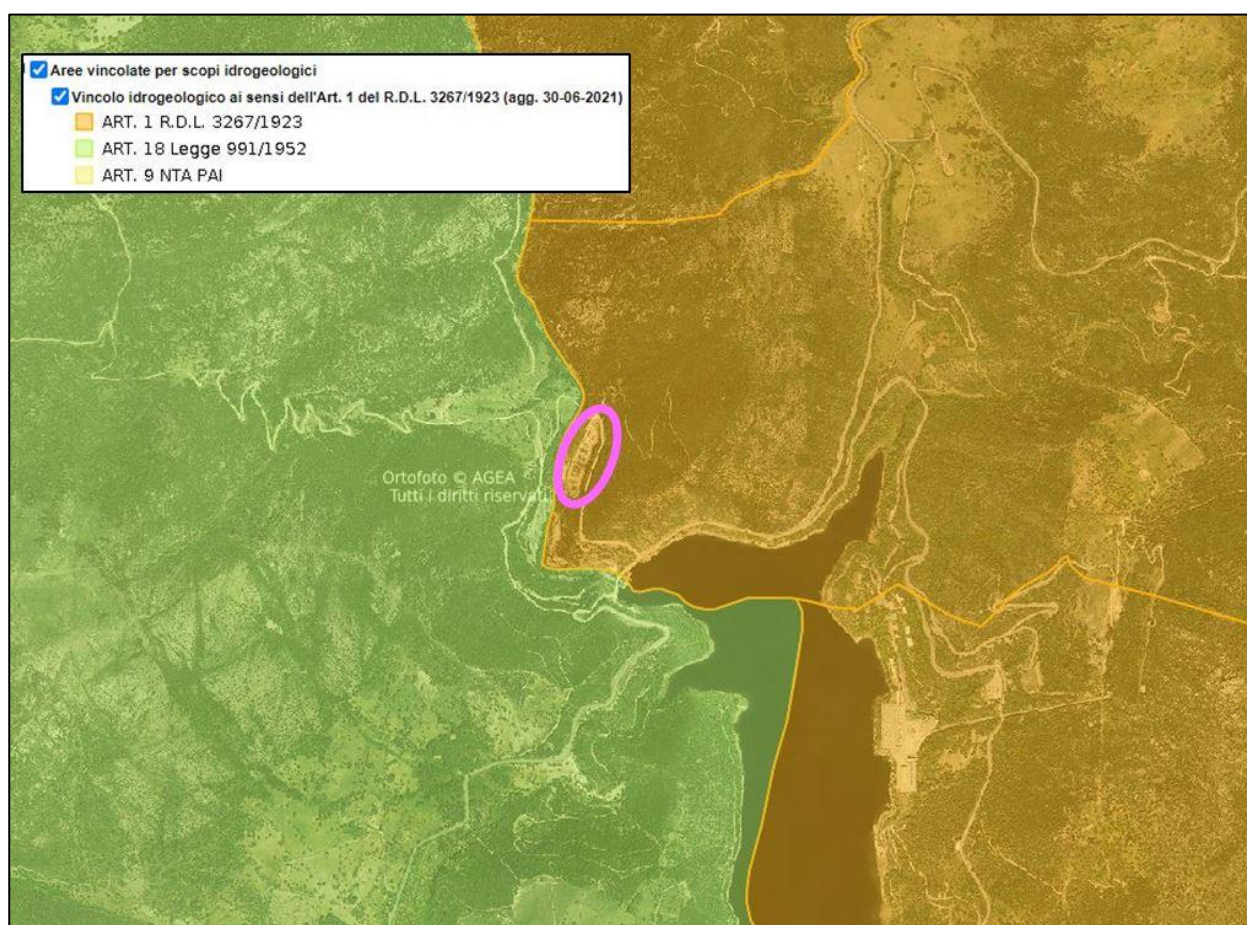 Aree vincolate per scopi idrogeologici
Vincolo idrogeologico ai sensi dell'Art. 1 del R.D.L. 3267/1923 (agg. 30-06-2021)
ART. 1 R.D.L. 3267/1923
ART. 18 Legge 991/1952
ART. 9 NTA PAI
Ortofoto © AGEA
Tutti i diritti riservati